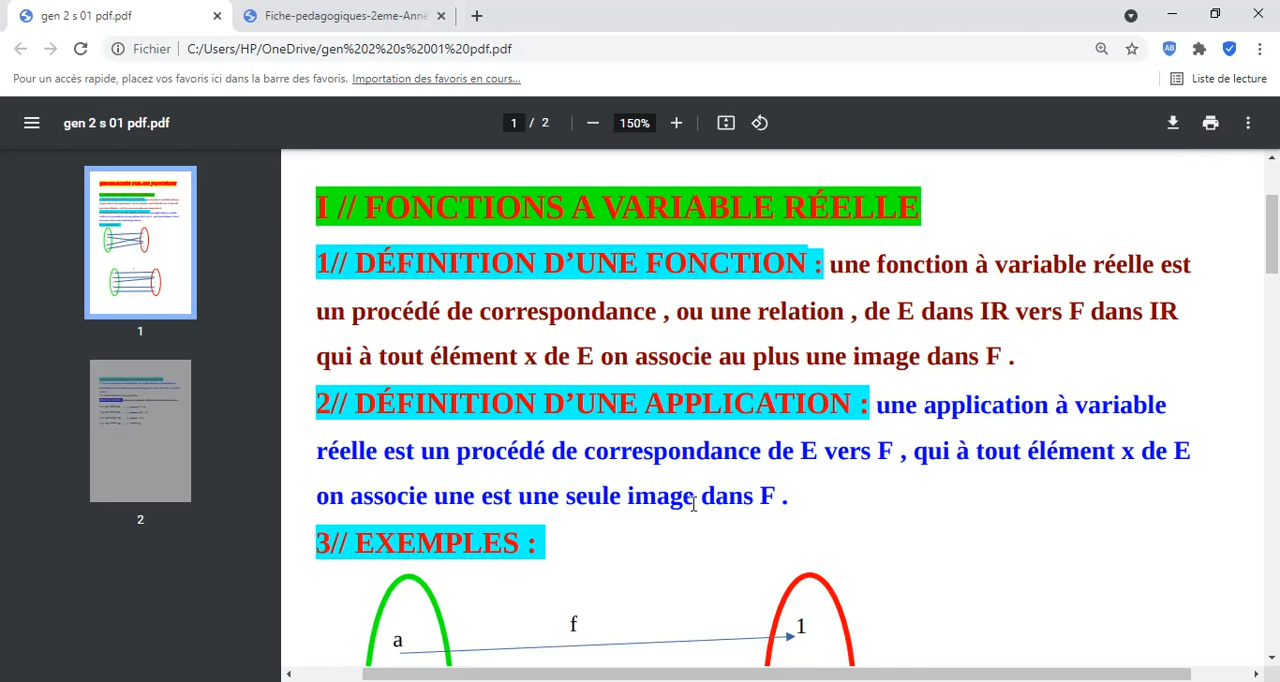 gen 2 s 01 pdf.pdf
Fiche-pedagogiques-2eme-Anné
Fichier
C:/Users/HP/OneDrive/gen%202%20s%2001%20pdf.pdf
Pour un accès rapide, placez vos favoris ici dans la barre des favoris. Importation des favoris en cours...
Liste de lecture
gen 2 s 01 pdf.pdf
1 / 2
150%
I // FONCTIONS A VARIABLE RÉELLE
1// DÉFINITION D’UNE FONCTION : une fonction à variable réelle est
un procédé de correspondance , ou une relation , de E dans IR vers F dans IR
qui à tout élément x de E on associe au plus une image dans F .
2// DÉFINITION D’UNE APPLICATION : une application à variable
réelle est un procédé de correspondance de E vers F , qui à tout élément x de E
on associe une est une seule image dans F .
3// EXEMPLES :
f
a
1
1
2